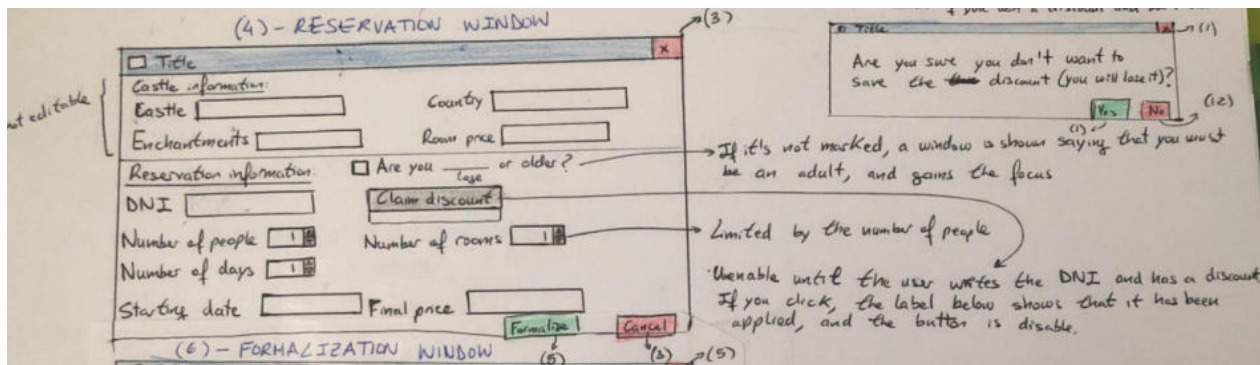 (4) - RESERVATION WINDOW
(3)
Title
x
not editable
Castle information:
Castle
Country
Enchantments
Room price
Reservation information:
Are you ____ or older?
DNI
Claim discount
Number of people 1
Number of rooms 1
Number of days 1
Starting date
Final price
Formalize
Cancel
(5)
(3)
(6) - FORMALIZATION WINDOW
(5)
if you
a discount and
Title
x
(1)
Are you sure you don't want to
save the discount (you will lose it)?
Yes
No
(1)
(12)
If it's not marked, a window is shown saying that you must
be an adult, and gains the focus
Limited by the number of people
Unenable until the user writes the DNI and has a discount
If you click, the label below shows that it has been
applied, and the button is disable.